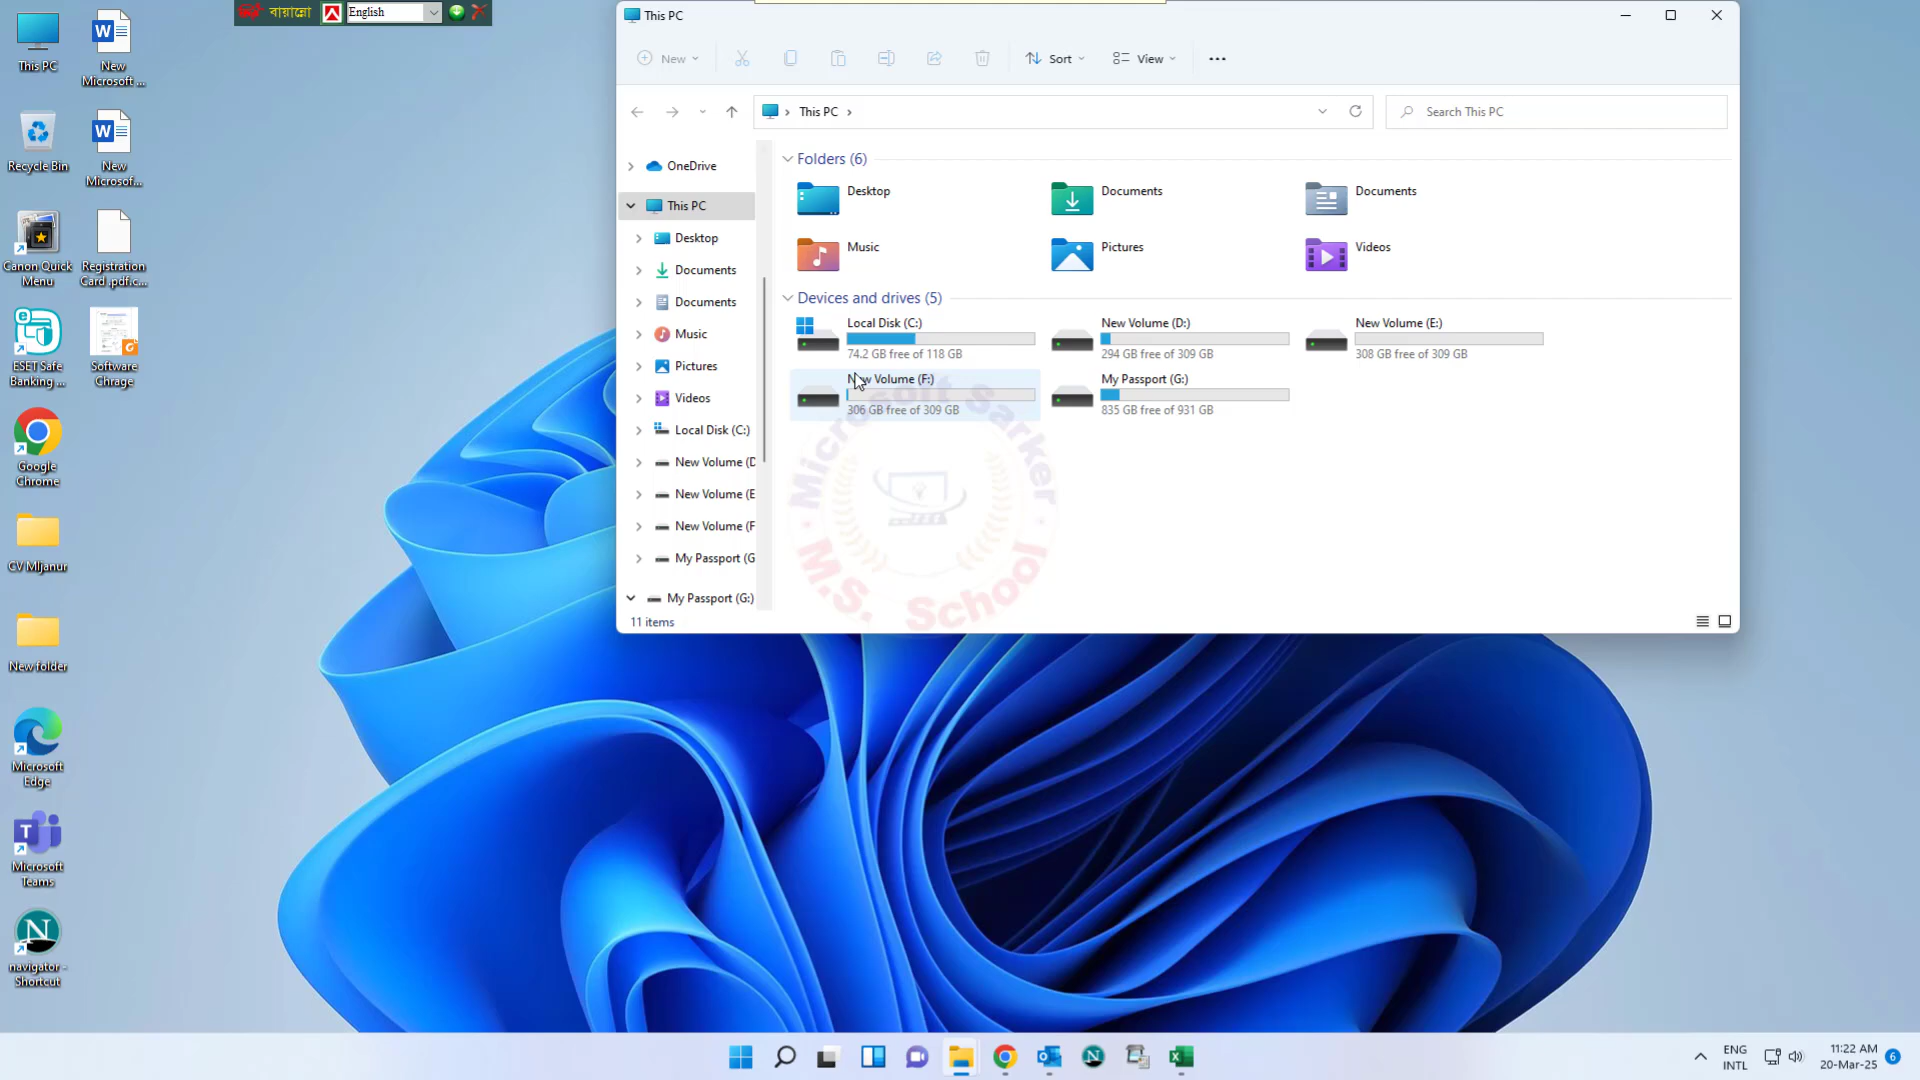 বায়ান্নো English
This PC
New
Sort
View
This PC
Search This PC
OneDrive
This PC
Desktop
Documents
Documents
Music
Pictures
Videos
Local Disk (C:)
New Volume (D
New Volume (E
New Volume (F
My Passport (G
My Passport (G:)
Folders (6)
Desktop
Documents
Documents
Music
Pictures
Videos
Devices and drives (5)
Local Disk (C:)
74.2 GB free of 118 GB
New Volume (D:)
294 GB free of 309 GB
New Volume (E:)
308 GB free of 309 GB
New Volume (F:)
306 GB free of 309 GB
My Passport (G:)
835 GB free of 931 GB
Microsoft Sarker
M.S. School
11 items
This PC
New
Microsoft ...
Recycle Bin
New
Microsof...
Canon Quick
Menu
Registration
Card .pdf.c...
ESET Safe
Banking ...
Software
Chrage
Google
Chrome
CV MIjanur
New folder
Microsoft
Edge
Microsoft
Teams
navigator -
Shortcut
ENG
INTL
11:22 AM
20-Mar-25
6